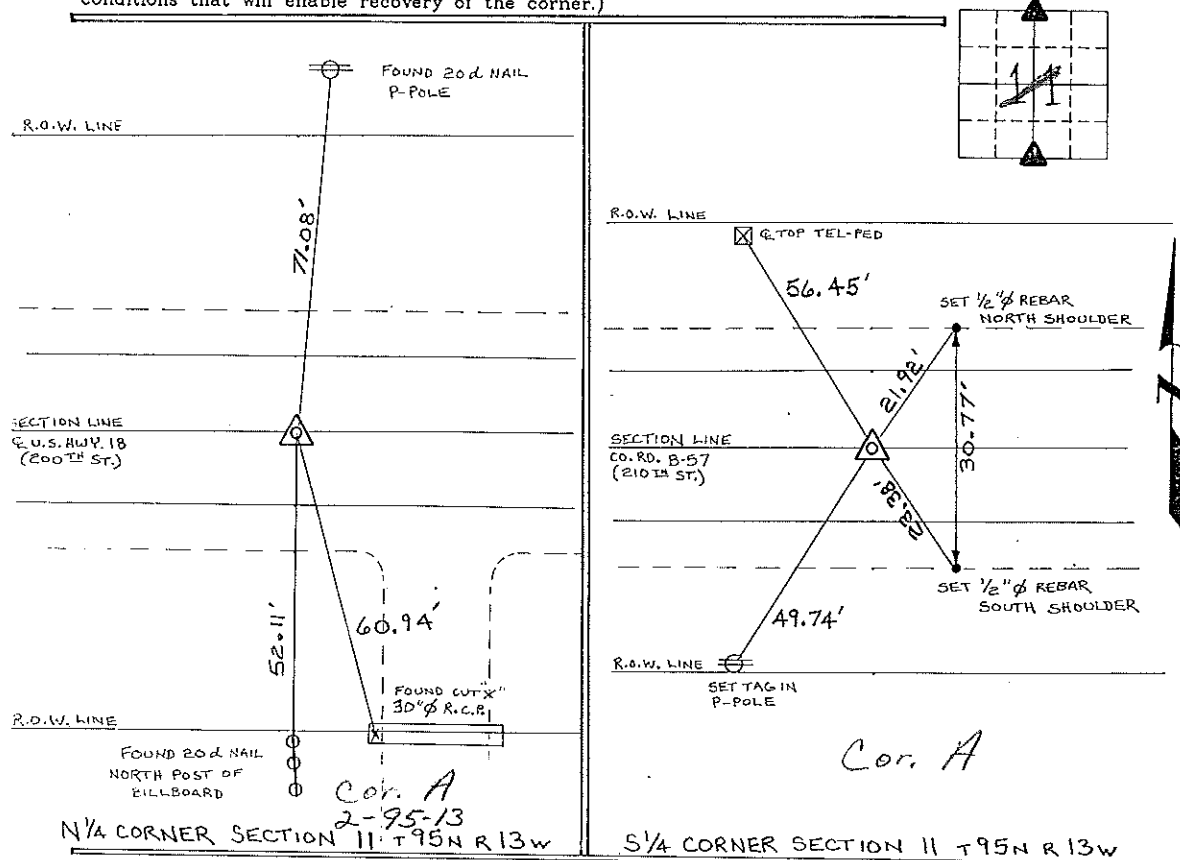 conditions that will enable recovery of the corner.)
FOUND 20d NAIL
P-POLE
R.O.W. LINE
71.08'
SECTION LINE
℄ U.S. HWY. 18
(200TH ST.)
52.11'
60.94'
FOUND CUT "X"
30"Ø R.C.P.
R.O.W. LINE
FOUND 20d NAIL
NORTH POST OF
BILLBOARD
Cor. A
2-95-13
N 1/4 CORNER SECTION 11 T95N R13W
11
R.O.W. LINE
℄ TOP TEL-PED
56.45'
SET 1/2"Ø REBAR
NORTH SHOULDER
21.92'
30.77'
SECTION LINE
CO. RD. B-57
(210TH ST.)
23.38'
SET 1/2"Ø REBAR
SOUTH SHOULDER
49.74'
R.O.W. LINE
SET TAG IN
P-POLE
Cor. A
S 1/4 CORNER SECTION 11 T95N R13W